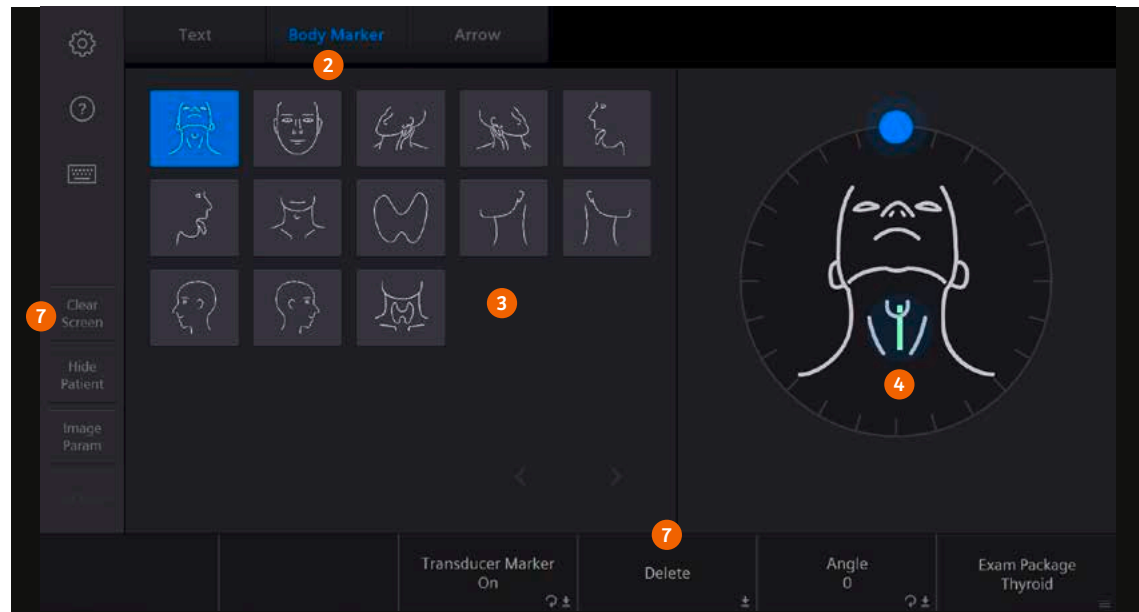 Text
Body Marker
Arrow
2
?
3
7
Clear
Screen
Hide
Patient
Image
Param
4
7
Transducer Marker
On
Delete
Angle
0
Exam Package
Thyroid